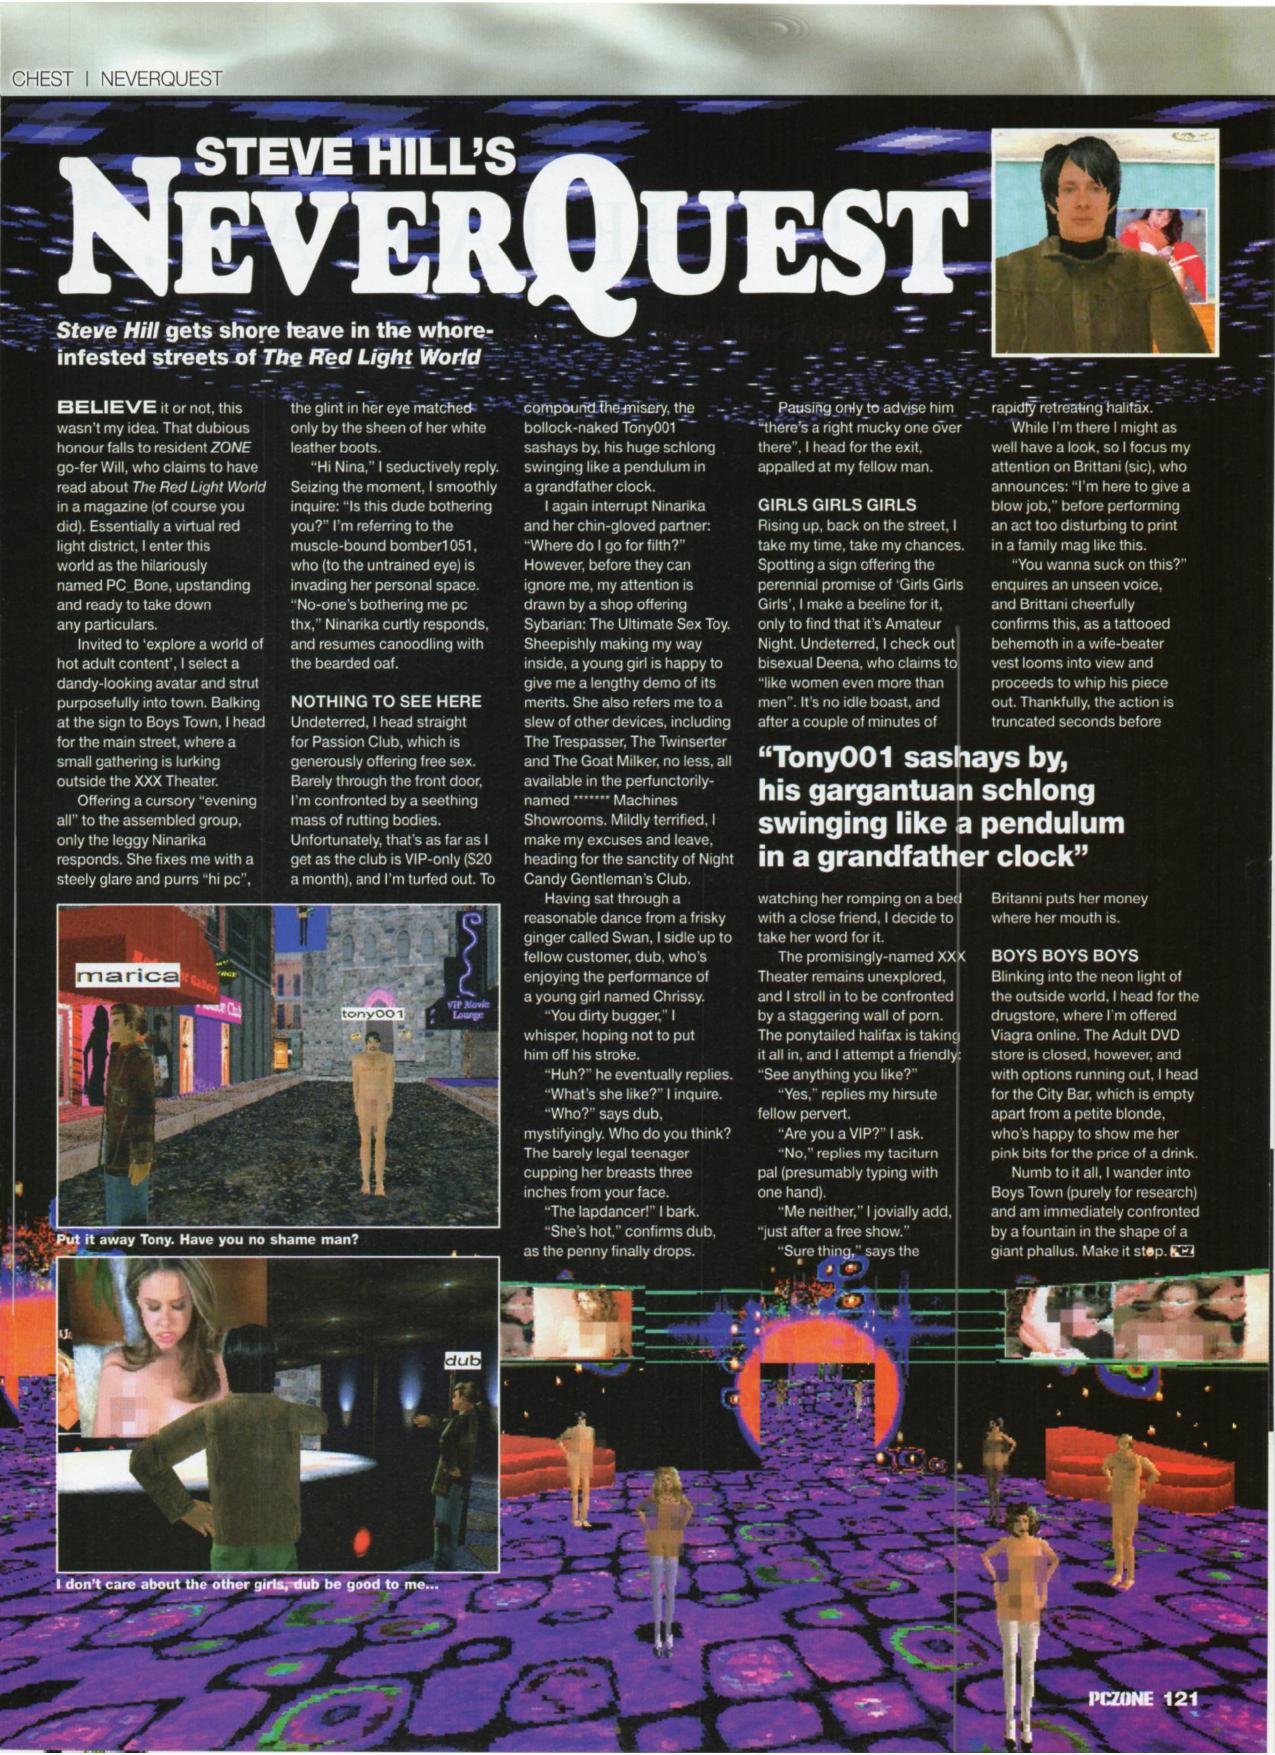 CHEST | NEVERQUEST
STEVE HILL'S
NEVERQUEST
Steve Hill gets shore leave in the whore-
infested streets of The Red Light World
BELIEVE it or not, this
wasn't my idea. That dubious
honour falls to resident ZONE
go-fer Will, who claims to have
read about The Red Light World
in a magazine (of course you
did). Essentially a virtual red
light district, I enter this
world as the hilariously
named PC_Bone, upstanding
and ready to take down
any particulars.
Invited to 'explore a world of
hot adult content', I select a
dandy-looking avatar and strut
purposefully into town. Balking
at the sign to Boys Town, I head
for the main street, where a
small gathering is lurking
outside the XXX Theater.
Offering a cursory "evening
all" to the assembled group,
only the leggy Ninarika
responds. She fixes me with a
steely glare and purrs "hi pc",
the glint in her eye matched
only by the sheen of her white
leather boots.
"Hi Nina," I seductively reply.
Seizing the moment, I smoothly
inquire: "Is this dude bothering
you?" I'm referring to the
muscle-bound bomber1051,
who (to the untrained eye) is
invading her personal space.
"No-one's bothering me pc
thx," Ninarika curtly responds,
and resumes canoodling with
the bearded oaf.
NOTHING TO SEE HERE
Undeterred, I head straight
for Passion Club, which is
generously offering free sex.
Barely through the front door,
I'm confronted by a seething
mass of rutting bodies.
Unfortunately, that's as far as I
get as the club is VIP-only ($20
a month), and I'm turfed out. To
compound the misery, the
bollock-naked Tony001
sashays by, his huge schlong
swinging like a pendulum in
a grandfather clock.
I again interrupt Ninarika
and her chin-gloved partner:
"Where do I go for filth?"
However, before they can
ignore me, my attention is
drawn by a shop offering
Sybarian: The Ultimate Sex Toy.
Sheepishly making my way
inside, a young girl is happy to
give me a lengthy demo of its
merits. She also refers me to a
slew of other devices, including
The Trespasser, The Twinserter
and The Goat Milker, no less, all
available in the perfunctorily-
named ******* Machines
Showrooms. Mildly terrified, I
make my excuses and leave,
heading for the sanctity of Night
Candy Gentleman's Club.
Having sat through a
reasonable dance from a frisky
ginger called Swan, I sidle up to
fellow customer, dub, who's
enjoying the performance of
a young girl named Chrissy.
"You dirty bugger," I
whisper, hoping not to put
him off his stroke.
"Huh?" he eventually replies.
"What's she like?" I inquire.
"Who?" says dub,
mystifyingly. Who do you think?
The barely legal teenager
cupping her breasts three
inches from your face.
"The lapdancer!" I bark.
"She's hot," confirms dub,
as the penny finally drops.
Pausing only to advise him
"there's a right mucky one over
there", I head for the exit,
appalled at my fellow man.
GIRLS GIRLS GIRLS
Rising up, back on the street, I
take my time, take my chances.
Spotting a sign offering the
perennial promise of 'Girls Girls
Girls', I make a beeline for it,
only to find that it's Amateur
Night. Undeterred, I check out
bisexual Deena, who claims to
"like women even more than
men". It's no idle boast, and
after a couple of minutes of
watching her romping on a bed
with a close friend, I decide to
take her word for it.
The promisingly-named XXX
Theater remains unexplored,
and I stroll in to be confronted
by a staggering wall of porn.
The ponytailed halifax is taking
it all in, and I attempt a friendly:
"See anything you like?"
"Yes," replies my hirsute
fellow pervert.
"Are you a VIP?" I ask.
"No," replies my taciturn
pal (presumably typing with
one hand).
"Me neither," I jovially add,
"just after a free show."
"Sure thing," says the
rapidly retreating halifax.
While I'm there I might as
well have a look, so I focus my
attention on Brittani (sic), who
announces: "I'm here to give a
blow job," before performing
an act too disturbing to print
in a family mag like this.
"You wanna suck on this?"
enquires an unseen voice,
and Brittani cheerfully
confirms this, as a tattooed
behemoth in a wife-beater
vest looms into view and
proceeds to whip his piece
out. Thankfully, the action is
truncated seconds before
Britanni puts her money
where her mouth is.
BOYS BOYS BOYS
Blinking into the neon light of
the outside world, I head for the
drugstore, where I'm offered
Viagra online. The Adult DVD
store is closed, however, and
with options running out, I head
for the City Bar, which is empty
apart from a petite blonde,
who's happy to show me her
pink bits for the price of a drink.
Numb to it all, I wander into
Boys Town (purely for research)
and am immediately confronted
by a fountain in the shape of a
giant phallus. Make it stop. PCZ
"Tony001 sashays by,
his gargantuan schlong
swinging like a pendulum
in a grandfather clock"
marica
tony001
VIP Movie
Lounge
Put it away Tony. Have you no shame man?
dub
I don't care about the other girls, dub be good to me...
PCZONE 121